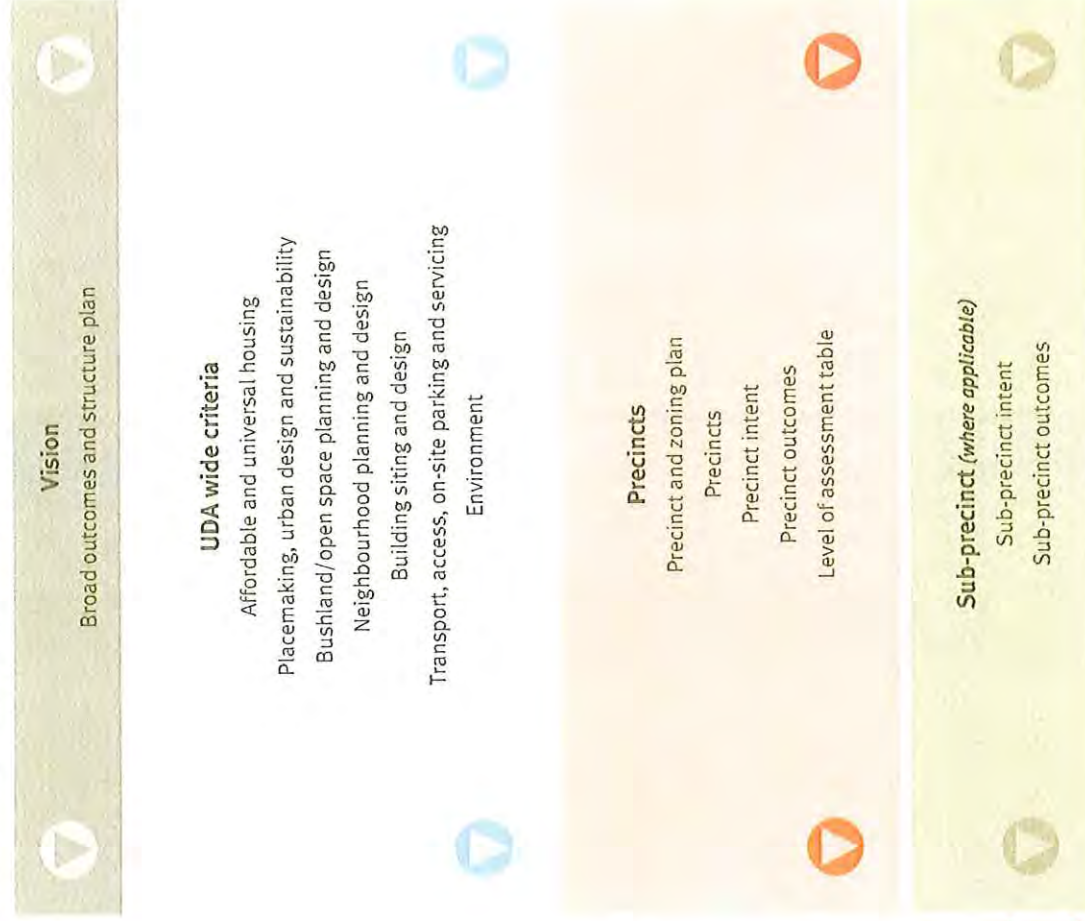 Vision
Broad outcomes and structure plan
UDA wide criteria
Affordable and universal housing
Placemaking, urban design and sustainability
Bushland/open space planning and design
Neighbourhood planning and design
Building siting and design
Transport, access, on-site parking and servicing
Environment
Precincts
Precinct and zoning plan
Precincts
Precinct intent
Precinct outcomes
Level of assessment table
Sub-precinct (where applicable)
Sub-precinct intent
Sub-precinct outcomes